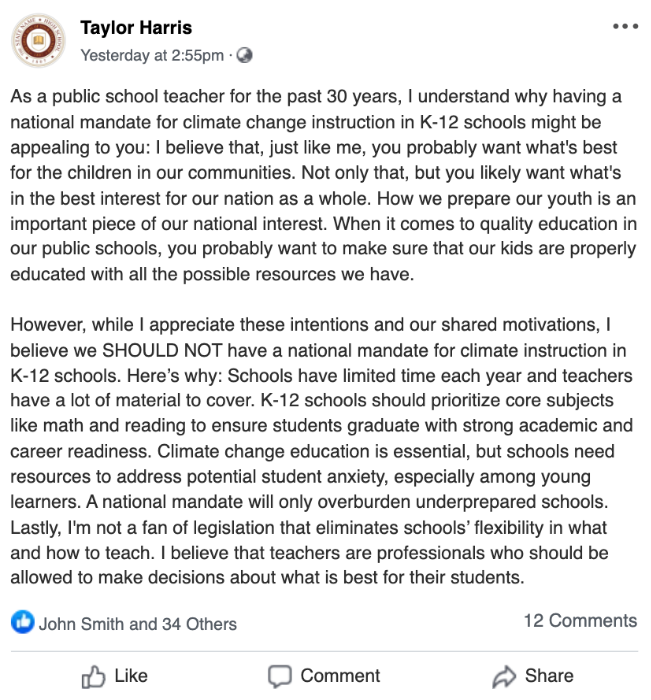 Taylor Harris
Yesterday at 2:55pm ·
As a public school teacher for the past 30 years, I understand why having a
national mandate for climate change instruction in K-12 schools might be
appealing to you: I believe that, just like me, you probably want what's best
for the children in our communities. Not only that, but you likely want what's
in the best interest for our nation as a whole. How we prepare our youth is an
important piece of our national interest. When it comes to quality education in
our public schools, you probably want to make sure that our kids are properly
educated with all the possible resources we have.
However, while I appreciate these intentions and our shared motivations, I
believe we SHOULD NOT have a national mandate for climate instruction in
K-12 schools. Here’s why: Schools have limited time each year and teachers
have a lot of material to cover. K-12 schools should prioritize core subjects
like math and reading to ensure students graduate with strong academic and
career readiness. Climate change education is essential, but schools need
resources to address potential student anxiety, especially among young
learners. A national mandate will only overburden underprepared schools.
Lastly, I'm not a fan of legislation that eliminates schools’ flexibility in what
and how to teach. I believe that teachers are professionals who should be
allowed to make decisions about what is best for their students.
John Smith and 34 Others
12 Comments
Like
Comment
Share